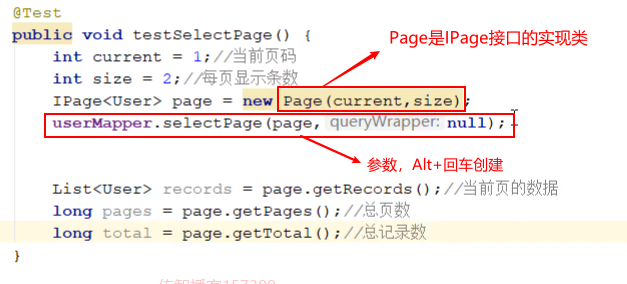 @Test
public void testSelectPage() {
Page是IPage接口的实现类
int current = 1;//当前页码
int size = 2;//每页显示条数
IPage<User> page = new Page(current,size);
userMapper.selectPage(page, queryWrapper: null);
参数，Alt+回车创建
List<User> records = page.getRecords();//当前页的数据
long pages = page.getPages();//总页数
long total = page.getTotal();//总记录数
}